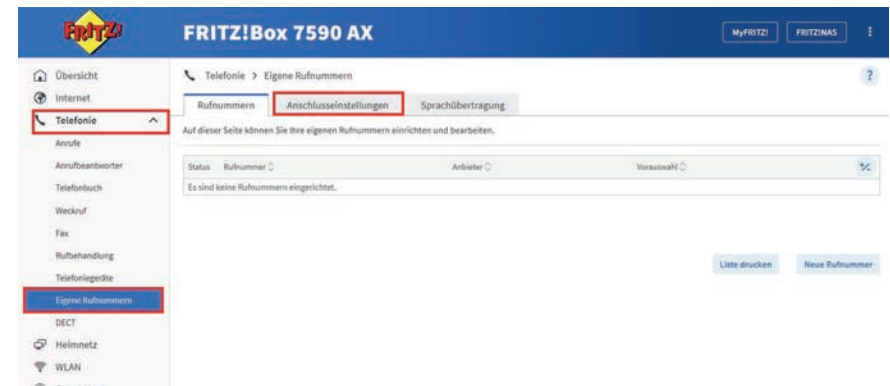 FRITZ!
FRITZ!Box 7590 AX
MyFRITZ!
FRITZ!NAS
Übersicht
Internet
Telefonie
Anrufe
Anrufbeantworter
Telefonbuch
Weckruf
Fax
Rufbehandlung
Telefoniegeräte
Eigene Rufnummern
DECT
Heimnetz
WLAN
Telefonie > Eigene Rufnummern
?
Rufnummern Anschlusseinstellungen Sprachübertragung
Auf dieser Seite können Sie Ihre eigenen Rufnummern einrichten und bearbeiten.
Status Rufnummer Anbieter Vorauswahl
Es sind keine Rufnummern eingerichtet.
Liste drucken Neue Rufnummer